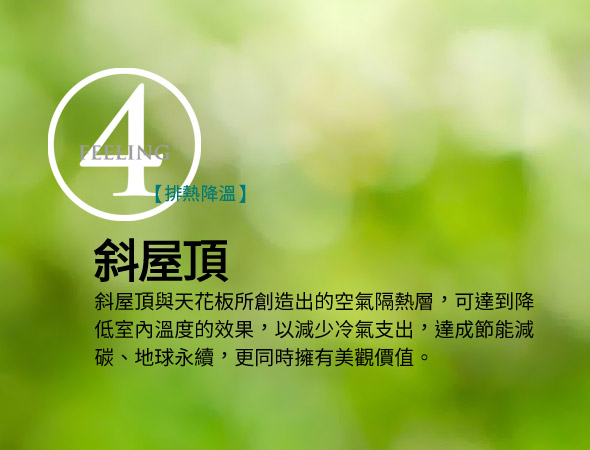 4
FEELING
【排熱降溫】
斜屋頂
斜屋頂與天花板所創造出的空氣隔熱層，可達到降
低室內溫度的效果，以減少冷氣支出，達成節能減
碳、地球永續，更同時擁有美觀價值。